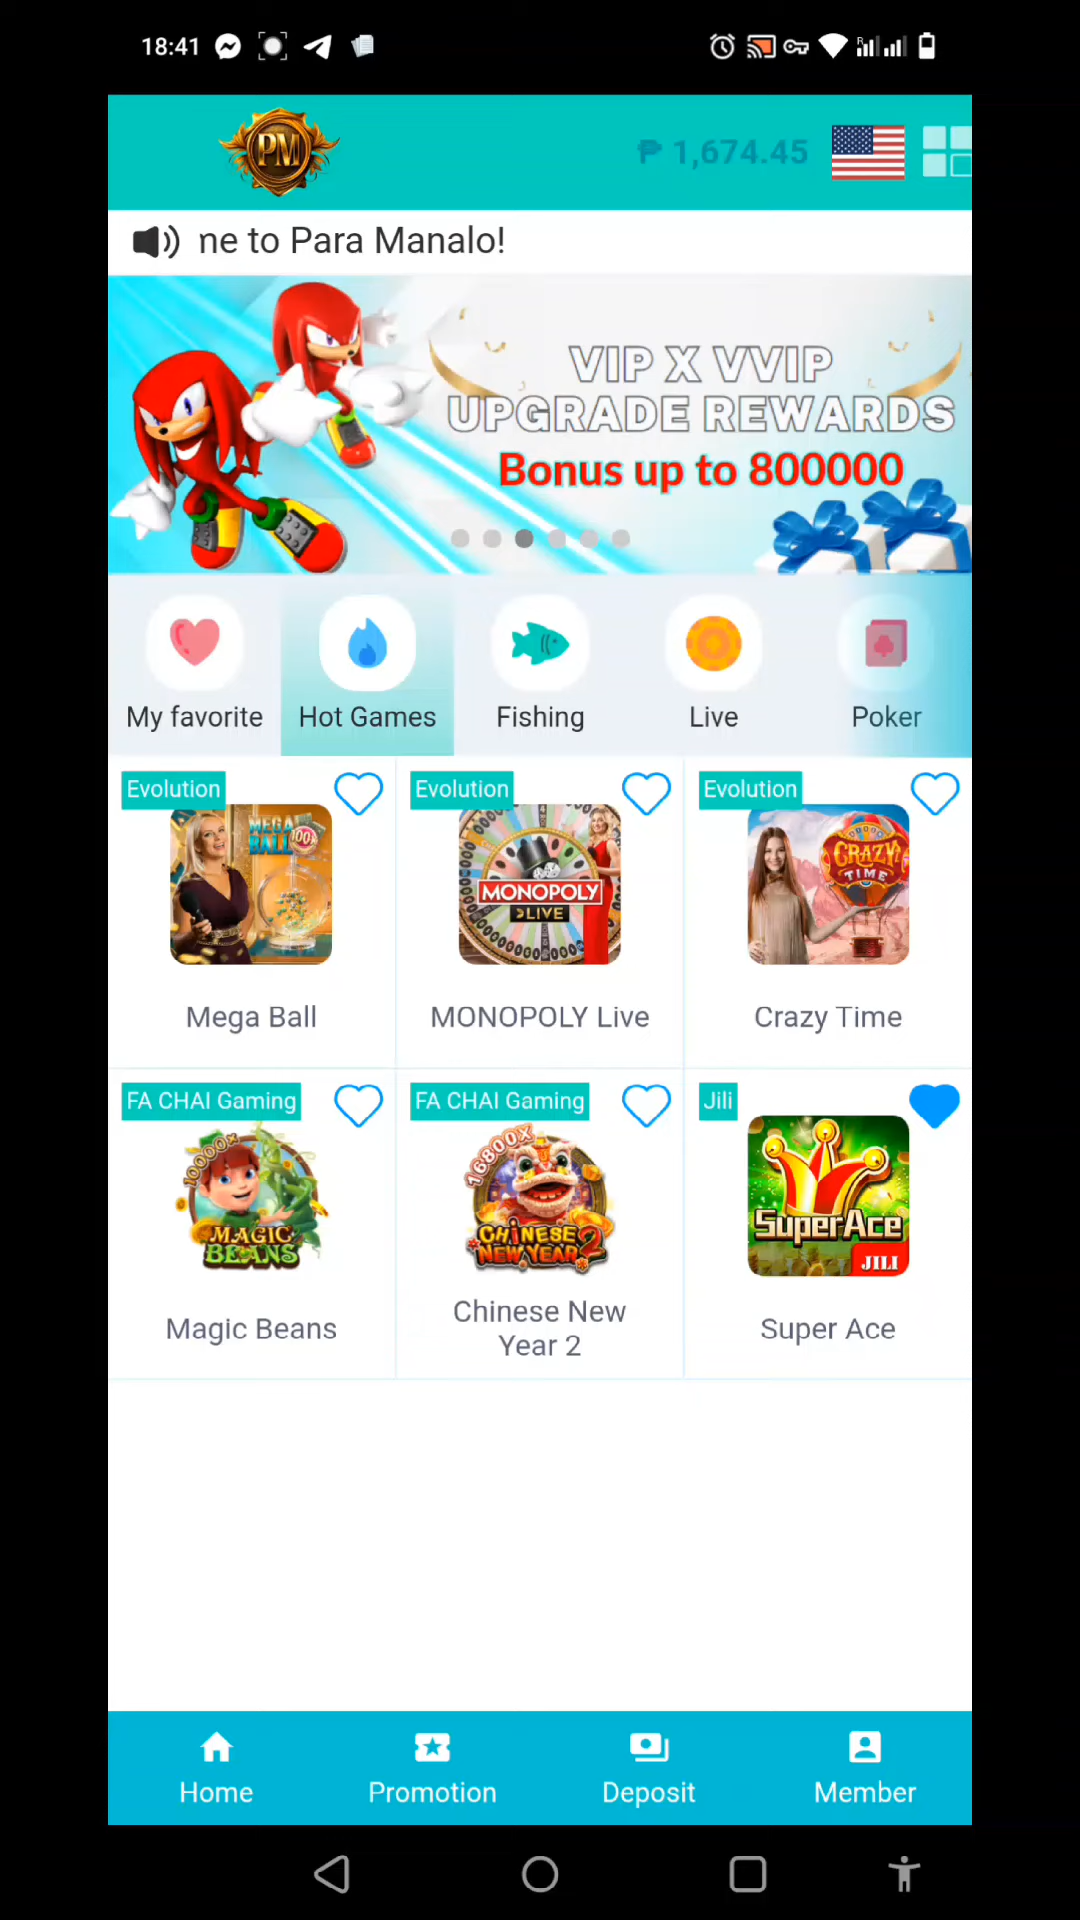 18:41
PM
₱ 1,674.45
ne to Para Manalo!
VIP X VVIP
UPGRADE REWARDS
Bonus up to 800000
My favorite
Hot Games
Fishing
Live
Poker
Evolution
MEGA
BALL
100x
Mega Ball
Evolution
MONOPOLY
LIVE
MONOPOLY Live
Evolution
CRAZY
TIME
Crazy Time
FA CHAI Gaming
10000X
MAGIC
BEANS
Magic Beans
FA CHAI Gaming
16800X
CHINESE
NEW YEAR 2
Chinese New
Year 2
Jili
SuperAce
JILI
Super Ace
Home
Promotion
Deposit
Member